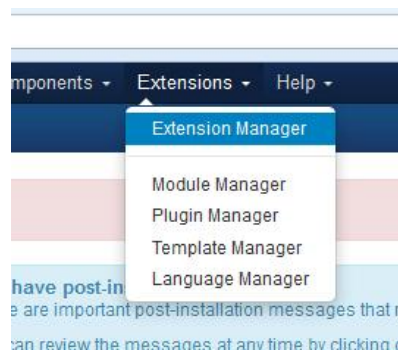 Extensions Help
Extension Manager
Module Manager
Plugin Manager
Template Manager
Language Manager
have post-in
are important post-installation messages that
can review the messages at any time by clicking